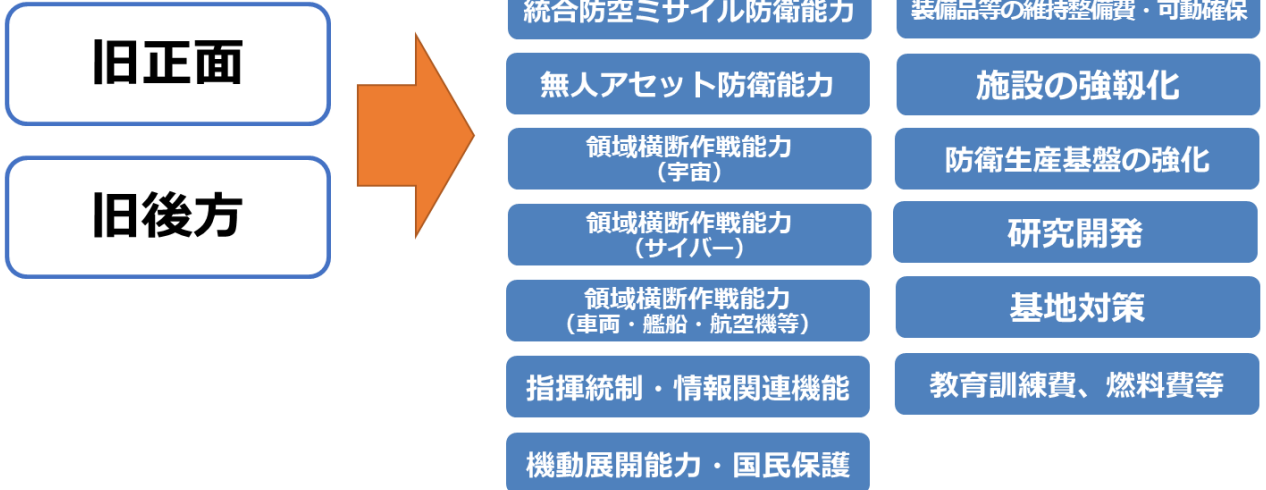 旧正面
旧後方
統合防空ミサイル防衛能力
無人アセット防衛能力
領域横断作戦能力
（宇宙）
領域横断作戦能力
（サイバー）
領域横断作戦能力
（車両・艦船・航空機等）
指揮統制・情報関連機能
機動展開能力・国民保護
装備品等の維持整備費・可動確保
施設の強靱化
防衛生産基盤の強化
研究開発
基地対策
教育訓練費、燃料費等